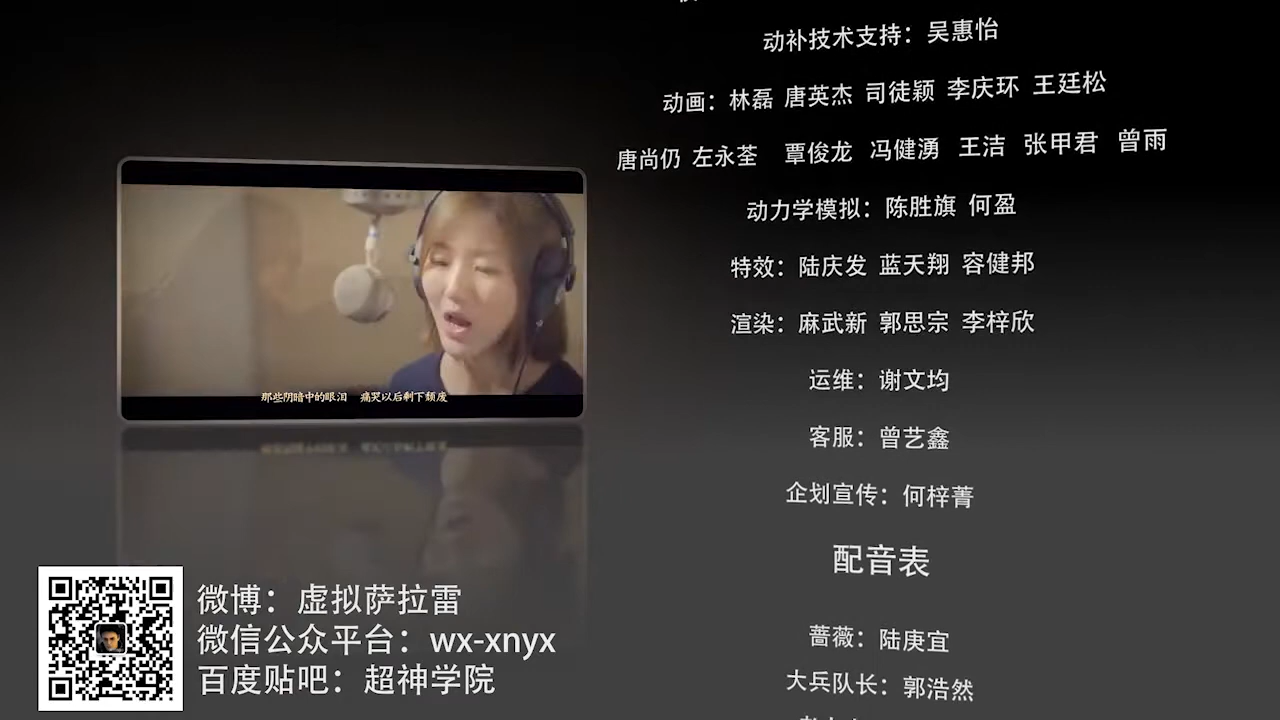 动补技术支持：吴惠怡
动画：林磊 唐英杰 司徒颖 李庆环 王廷松
唐尚仍 左永荃 覃俊龙 冯健湧 王洁 张甲君 曾雨
动力学模拟：陈胜旗 何盈
特效：陆庆发 蓝天翔 容健邦
渲染：麻武新 郭思宗 李梓欣
运维：谢文均
客服：曾艺鑫
企划宣传：何梓菁
配音表
蔷薇：陆庚宜
大兵队长：郭浩然
那些阴暗中的眼泪 痛哭以后剩下颓废
微博：虚拟萨拉雷
微信公众平台：wx-xnyx
百度贴吧：超神学院